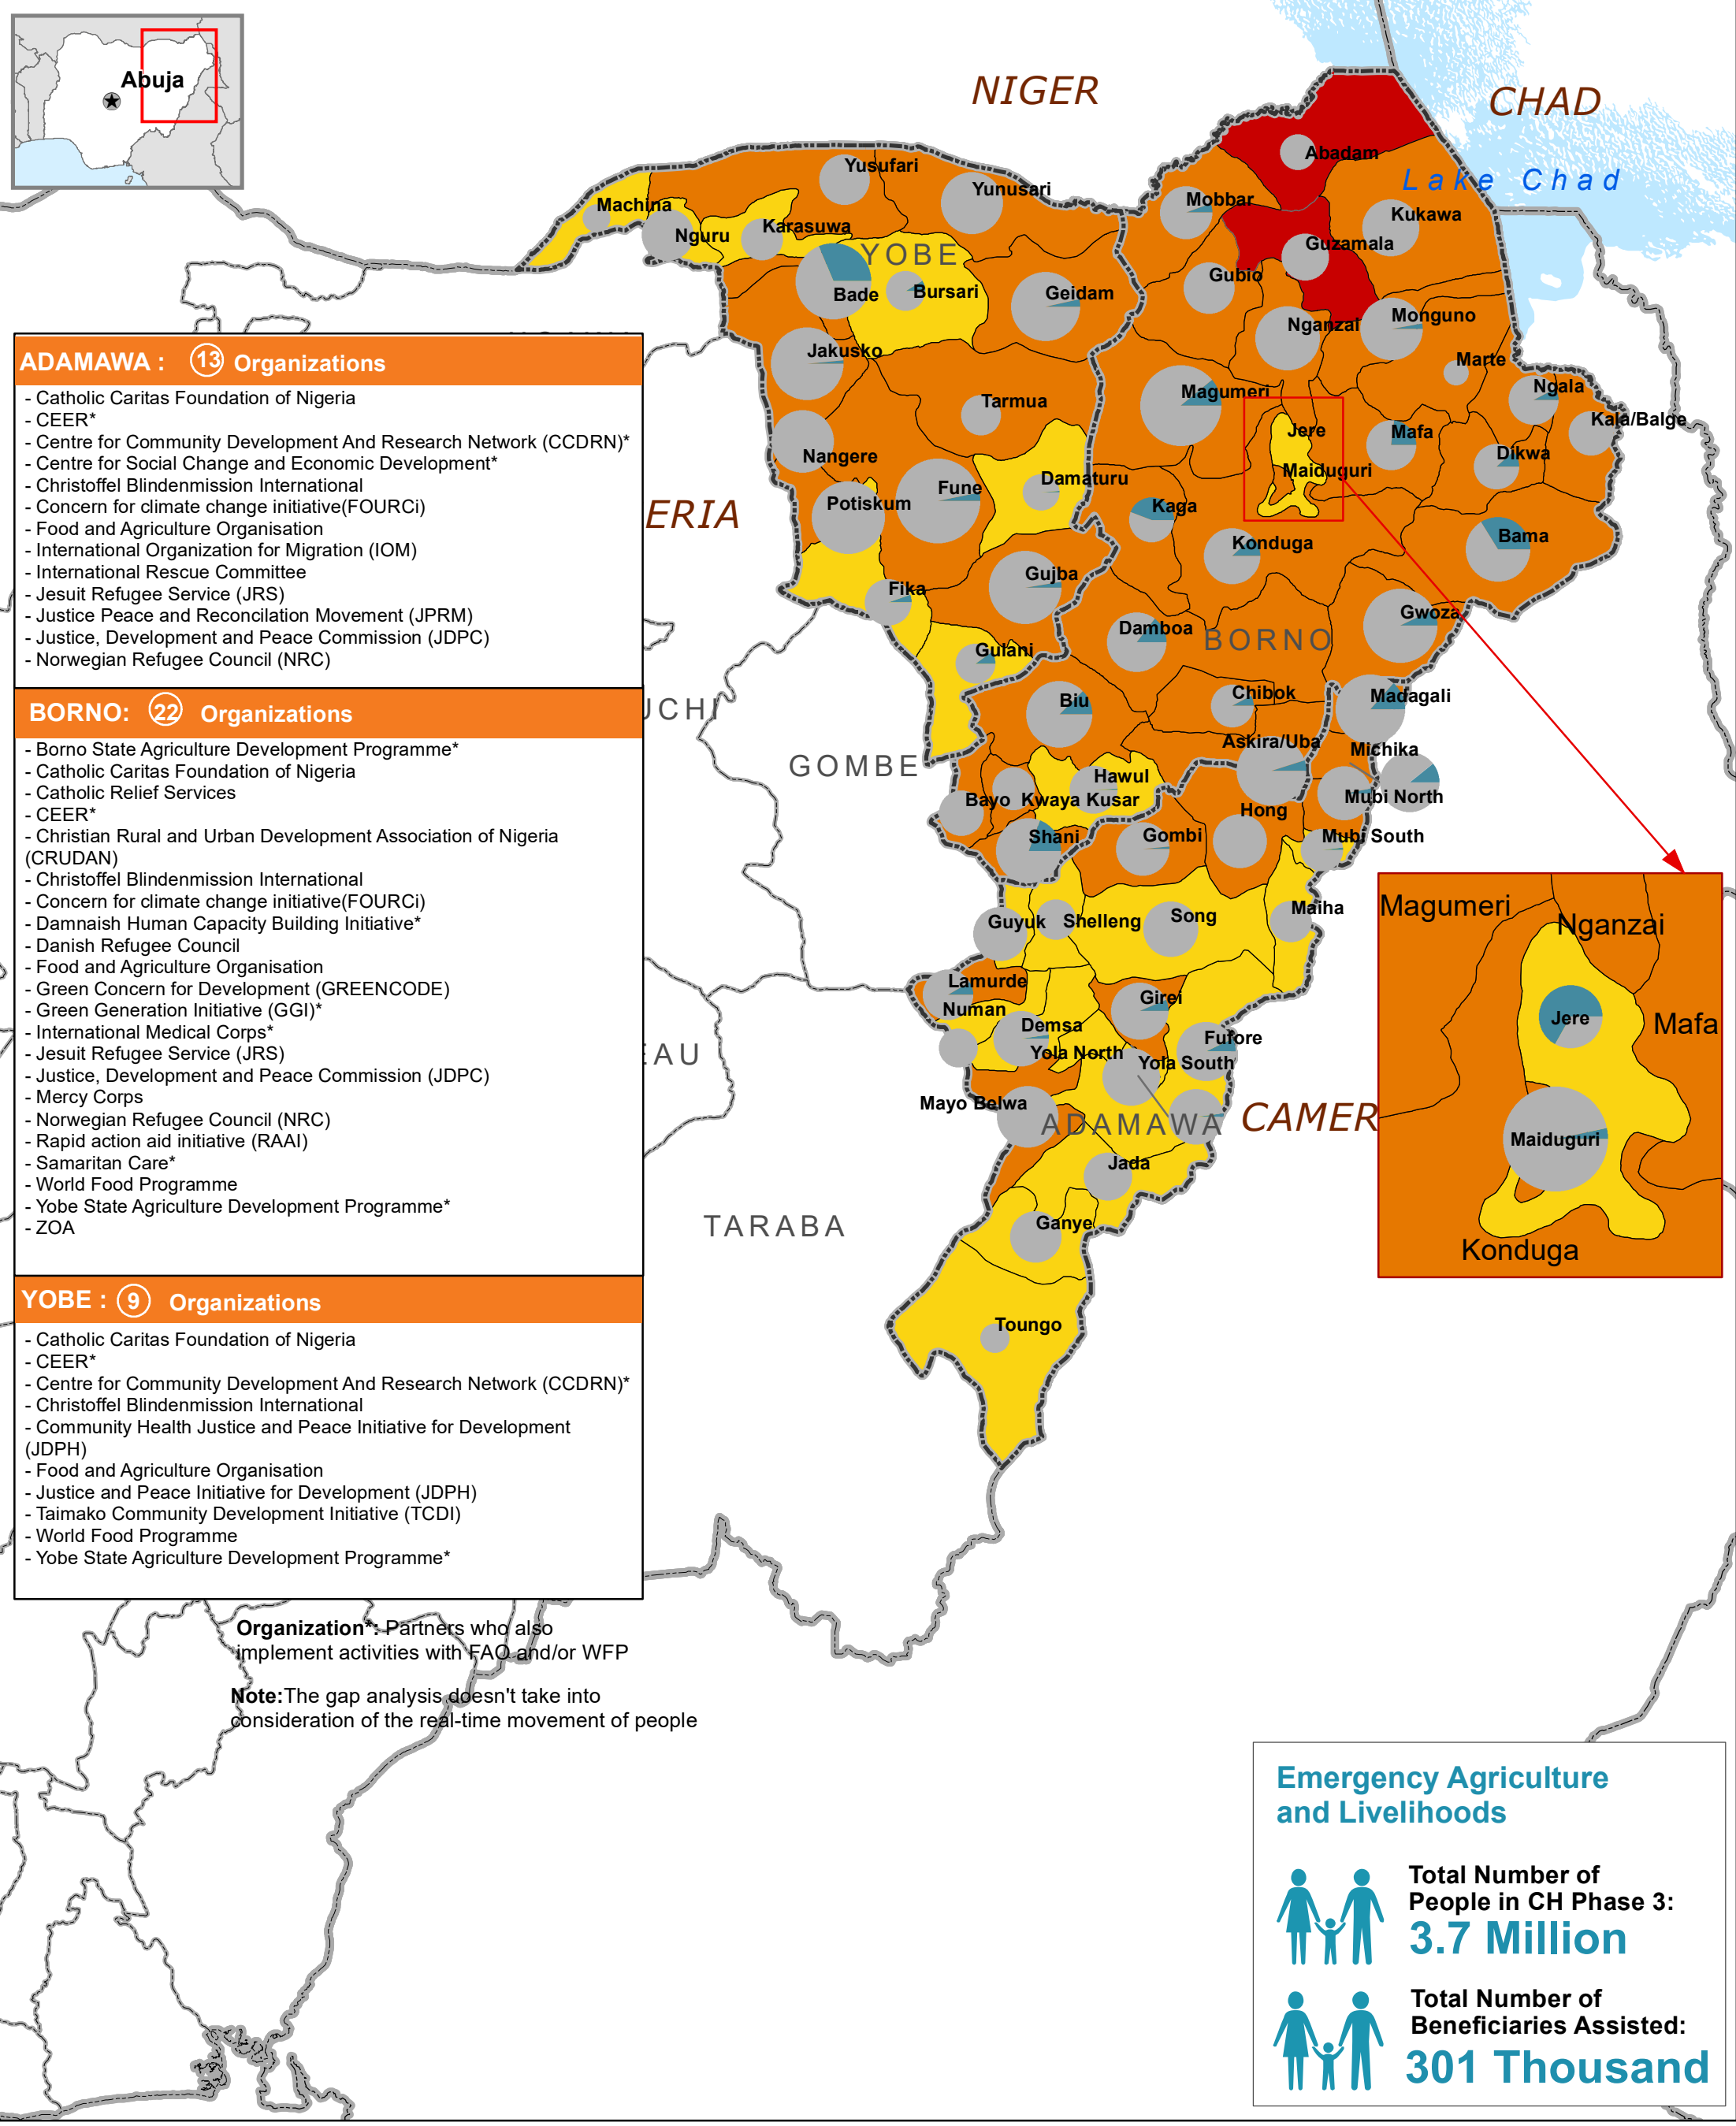 Abuja
NIGER
CHAD
Lake Chad
Abadam
Yusufari
Yunusari
Mobbar
Kukawa
Machina
Nguru
Karasuwa
YOBE
Guzamala
Gubio
Bade
Bursari
Geidam
Nganzai
Monguno
Jakusko
Marte
Magumeri
Ngala
Tarmua
Kala/Balge
Jere
Mafa
Nangere
Maiduguri
Dikwa
Damaturu
Fune
Potiskum
Kaga
ERIA
Konduga
Bama
Gujba
Fika
Gwoza
Damboa
BORNO
Gulani
Biu
Chibok
Madagali
UCHI
GOMBE
Askira/Uba
Michika
Hawul
Bayo
Kwaya Kusar
Mubi North
Hong
Shani
Gombi
Mubi South
Guyuk
Shelleng
Song
Maiha
Lamurde
Numan
Girei
Demsa
Fufore
EAU
Yola North
Yola South
Mayo Belwa
ADAMAWA
CAMER
Jada
Ganye
TARABA
Toungo
Magumeri
Nganzai
Jere
Mafa
Maiduguri
Konduga
ADAMAWA : 13 Organizations
- Catholic Caritas Foundation of Nigeria
- CEER*
- Centre for Community Development And Research Network (CCDRN)*
- Centre for Social Change and Economic Development*
- Christoffel Blindenmission International
- Concern for climate change initiative(FOURCi)
- Food and Agriculture Organisation
- International Organization for Migration (IOM)
- International Rescue Committee
- Jesuit Refugee Service (JRS)
- Justice Peace and Reconcilation Movement (JPRM)
- Justice, Development and Peace Commission (JDPC)
- Norwegian Refugee Council (NRC)
BORNO: 22 Organizations
- Borno State Agriculture Development Programme*
- Catholic Caritas Foundation of Nigeria
- Catholic Relief Services
- CEER*
- Christian Rural and Urban Development Association of Nigeria
(CRUDAN)
- Christoffel Blindenmission International
- Concern for climate change initiative(FOURCi)
- Damnaish Human Capacity Building Initiative*
- Danish Refugee Council
- Food and Agriculture Organisation
- Green Concern for Development (GREENCODE)
- Green Generation Initiative (GGI)*
- International Medical Corps*
- Jesuit Refugee Service (JRS)
- Justice, Development and Peace Commission (JDPC)
- Mercy Corps
- Norwegian Refugee Council (NRC)
- Rapid action aid initiative (RAAI)
- Samaritan Care*
- World Food Programme
- Yobe State Agriculture Development Programme*
- ZOA
YOBE : 9 Organizations
- Catholic Caritas Foundation of Nigeria
- CEER*
- Centre for Community Development And Research Network (CCDRN)*
- Christoffel Blindenmission International
- Community Health Justice and Peace Initiative for Development
(JDPH)
- Food and Agriculture Organisation
- Justice and Peace Initiative for Development (JDPH)
- Taimako Community Development Initiative (TCDI)
- World Food Programme
- Yobe State Agriculture Development Programme*
Organization*: Partners who also
implement activities with FAO and/or WFP
Note:The gap analysis doesn't take into
consideration of the real-time movement of people
Emergency Agriculture
and Livelihoods
Total Number of
People in CH Phase 3:
3.7 Million
Total Number of
Beneficiaries Assisted:
301 Thousand